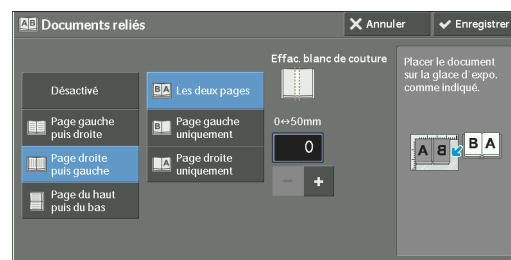 AB Documents reliés
Annuler
Enregistrer
Désactivé
Page gauche
puis droite
Page droite
puis gauche
Page du haut
puis du bas
BA Les deux pages
B Page gauche
uniquement
A Page droite
uniquement
Effac. blanc de couture
0↔50mm
0
− +
Placer le document
sur la glace d'expo.
comme indiqué.
A B B A